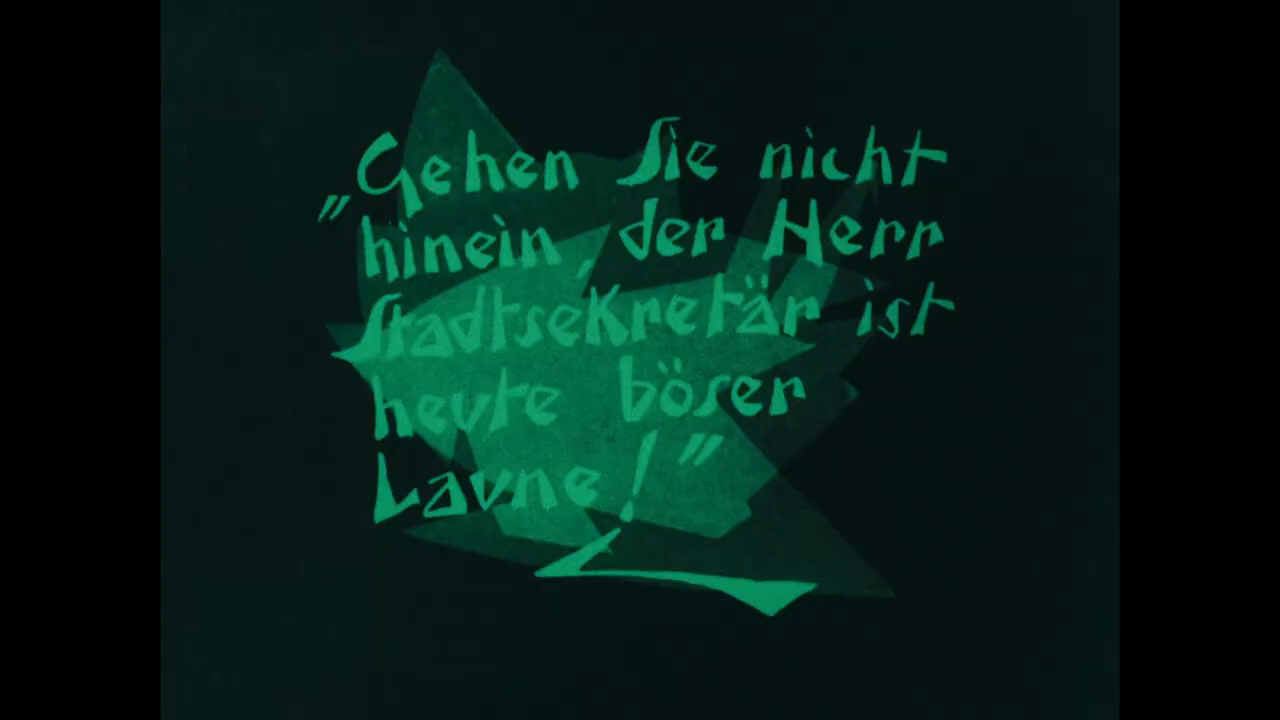 „Gehen Sie nicht
hinein, der Herr
Stadtsekretär ist
heute böser
Laune!”